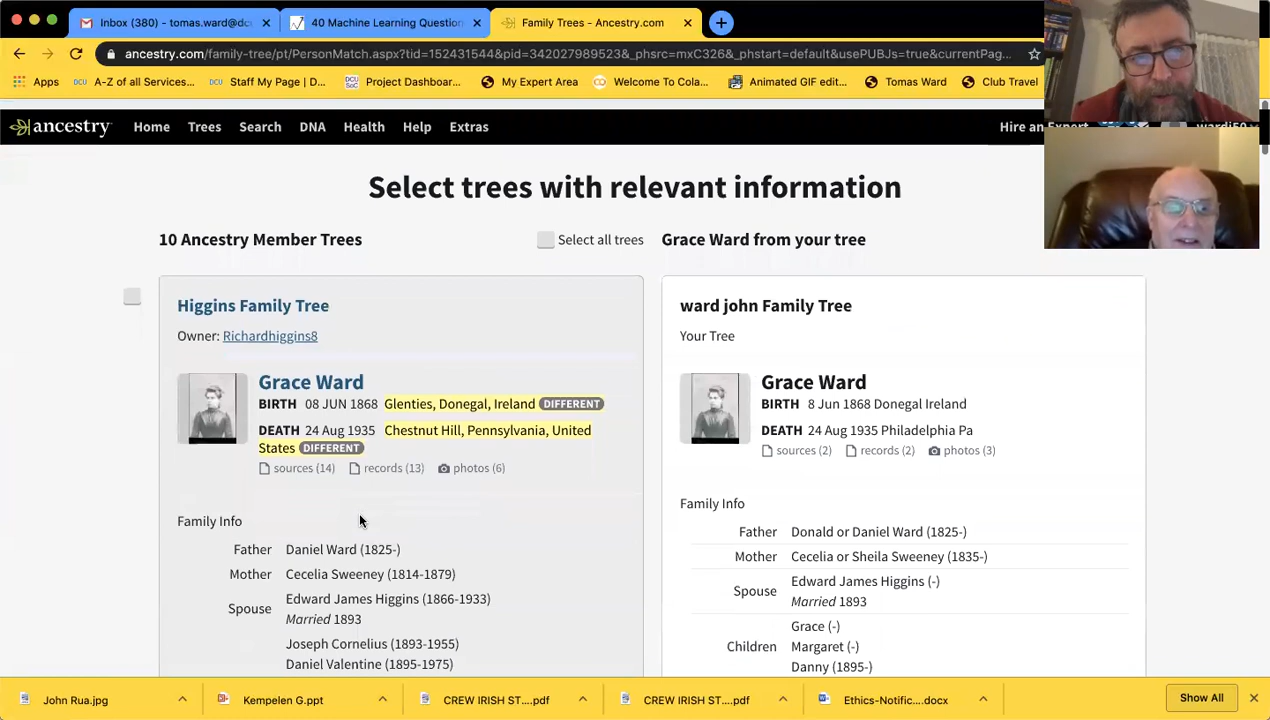 Inbox (380) - tomas.ward@dc
40 Machine Learning Question
Family Trees - Ancestry.com
ancestry.com/family-tree/pt/PersonMatch.aspx?tid=152431544&pid=342027989523&_phsrc=mxC326&_phstart=default&usePUBJs=true&currentPag...
Apps
DCU A-Z of all Services...
DCU Staff My Page | D...
Project Dashboar...
My Expert Area
Welcome To Cola...
Animated GIF edit...
Tomas Ward
Club Travel
ancestry Home Trees Search DNA Health Help Extras Hire an Expert
Select trees with relevant information
10 Ancestry Member Trees
Select all trees
Grace Ward from your tree
Higgins Family Tree
Owner: Richardhiggins8
Grace Ward
BIRTH 08 JUN 1868 Glenties, Donegal, Ireland DIFFERENT
DEATH 24 Aug 1935 Chestnut Hill, Pennsylvania, United
States DIFFERENT
sources (14) records (13) photos (6)
Family Info
Father Daniel Ward (1825-)
Mother Cecelia Sweeney (1814-1879)
Spouse Edward James Higgins (1866-1933)
Married 1893
Joseph Cornelius (1893-1955)
Daniel Valentine (1895-1975)
ward john Family Tree
Your Tree
Grace Ward
BIRTH 8 Jun 1868 Donegal Ireland
DEATH 24 Aug 1935 Philadelphia Pa
sources (2) records (2) photos (3)
Family Info
Father Donald or Daniel Ward (1825-)
Mother Cecelia or Sheila Sweeney (1835-)
Spouse Edward James Higgins (-)
Married 1893
Children Grace (-)
Margaret (-)
Danny (1895-)
John Rua.jpg
Kempelen G.ppt
CREW IRISH ST....pdf
CREW IRISH ST....pdf
Ethics-Notific....docx
Show All